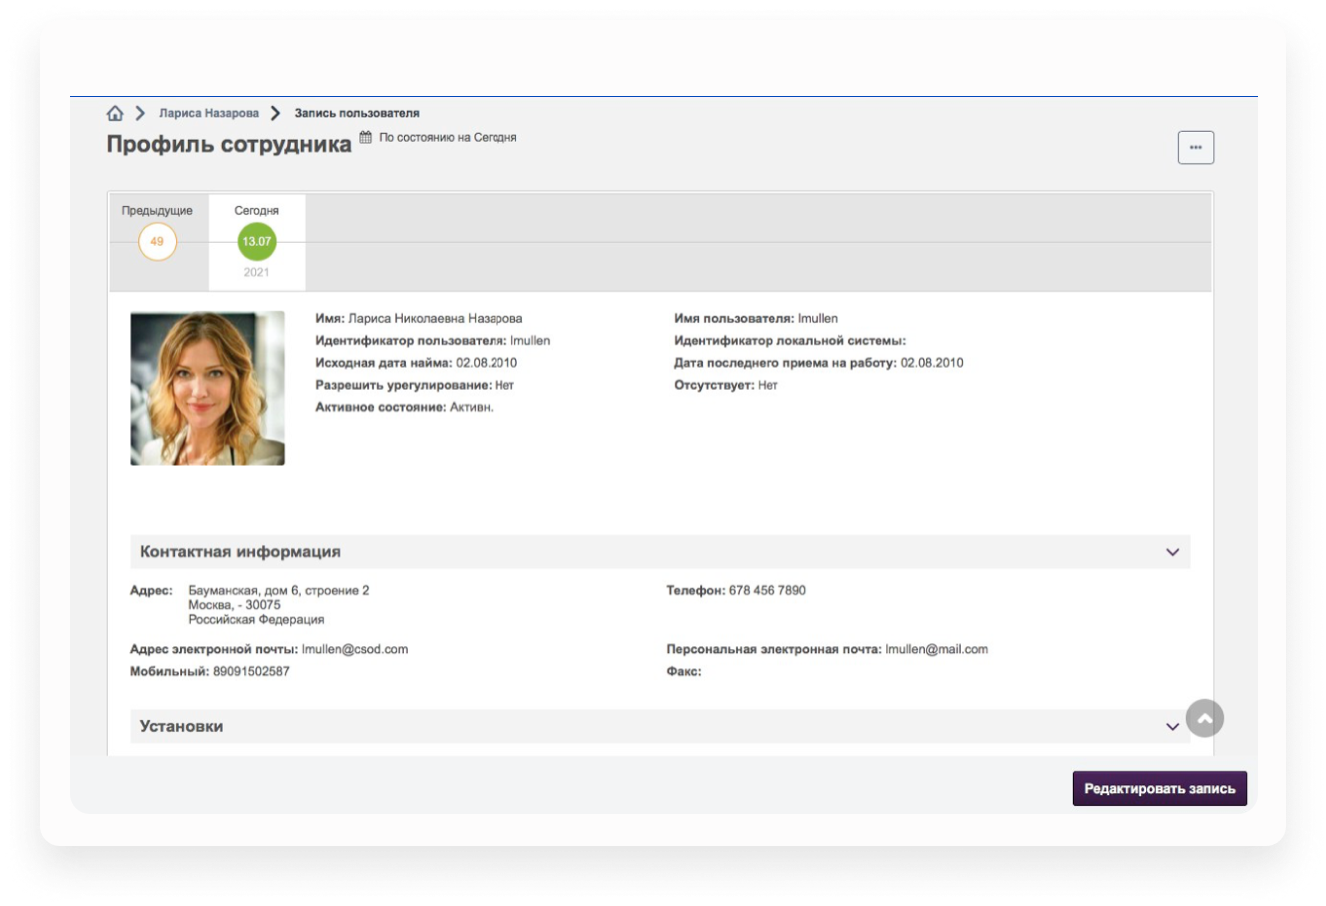 Лариса Назарова Запись пользователя
Профиль сотрудника По состоянию на Сегодня
Предыдущие Сегодня
49 13.07
2021
Имя: Лариса Николаевна Назарова Имя пользователя: lmullen
Идентификатор пользователя: lmullen Идентификатор локальной системы:
Исходная дата найма: 02.08.2010 Дата последнего приема на работу: 02.08.2010
Разрешить урегулирование: Нет Отсутствует: Нет
Активное состояние: Активн.
Контактная информация
Адрес: Бауманская, дом 6, строение 2 Телефон: 678 456 7890
Москва, - 30075
Российская Федерация
Адрес электронной почты: lmullen@csod.com Персональная электронная почта: lmullen@mail.com
Мобильный: 89091502587 Факс:
Установки
Редактировать запись